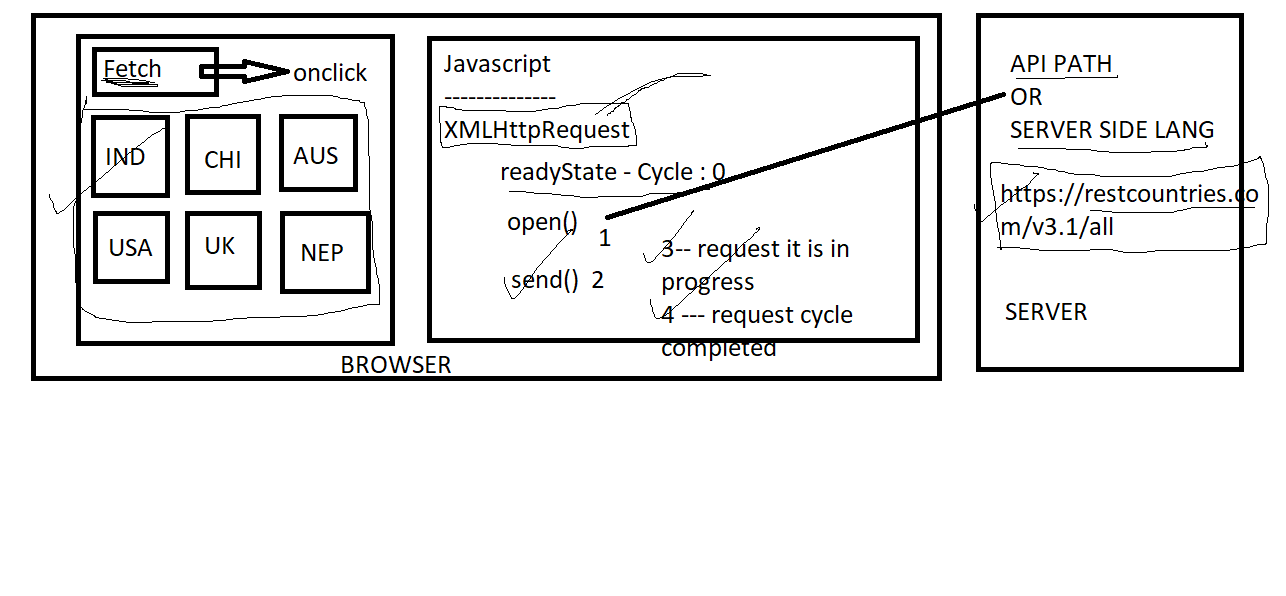 Fetch
onclick
IND
CHI
AUS
USA
UK
NEP
Javascript
--------------
XMLHttpRequest
readyState - Cycle : 0
open()
1
send() 2
3-- request it is in
progress
4 --- request cycle
completed
BROWSER
API PATH
OR
SERVER SIDE LANG
https://restcountries.co
m/v3.1/all
SERVER